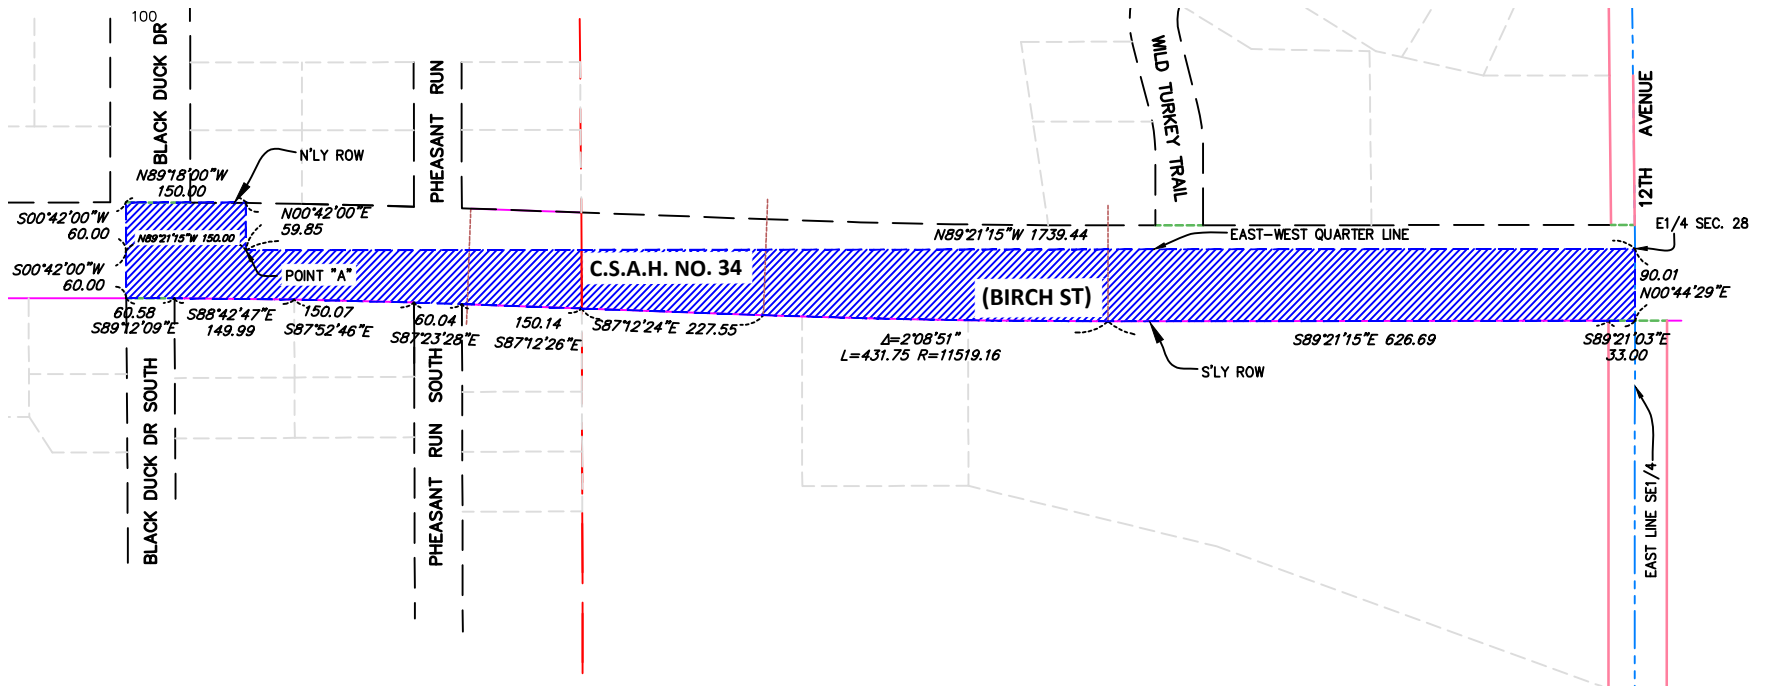 100
BLACK DUCK DR
PHEASANT RUN
WILD TURKEY TRAIL
12TH AVENUE
N'LY ROW
N89°18'00"W
150.00
S00°42'00"W
60.00
N00°42'00"E
59.85
N89°21'15"W 150.00
N89°21'15"W 1739.44
EAST-WEST QUARTER LINE
E1/4 SEC. 28
S00°42'00"W
60.00
POINT "A"
C.S.A.H. NO. 34
(BIRCH ST)
90.01
N00°44'29"E
60.58
S89°12'09"E
S88°42'47"E
149.99
150.07
S87°52'46"E
60.04
S87°23'28"E
150.14
S87°12'26"E
S87°12'24"E 227.55
Δ=2°08'51"
L=431.75 R=11519.16
S89°21'15"E 626.69
S89°21'03"E
33.00
S'LY ROW
BLACK DUCK DR SOUTH
PHEASANT RUN SOUTH
EAST LINE SE1/4